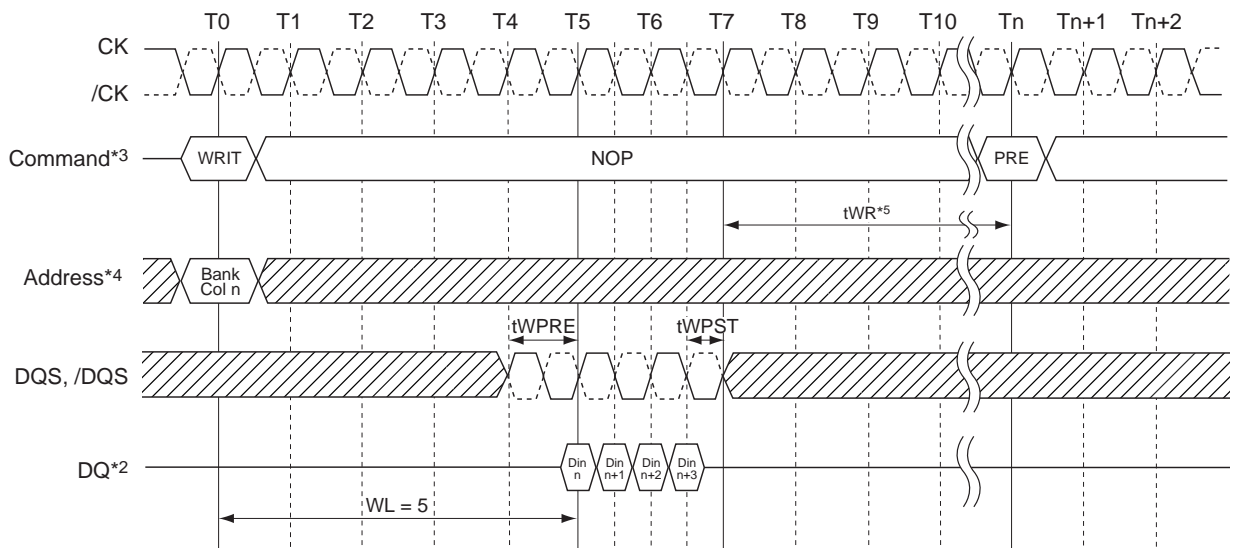 T0 T1 T2 T3 T4 T5 T6 T7 T8 T9 T10 Tn Tn+1 Tn+2
CK
/CK
Command*3 WRIT NOP PRE
tWR*5
Address*4 Bank
Col n
tWPRE tWPST
DQS, /DQS
DQ*2 Din
n Din
n+1 Din
n+2 Din
n+3
WL = 5